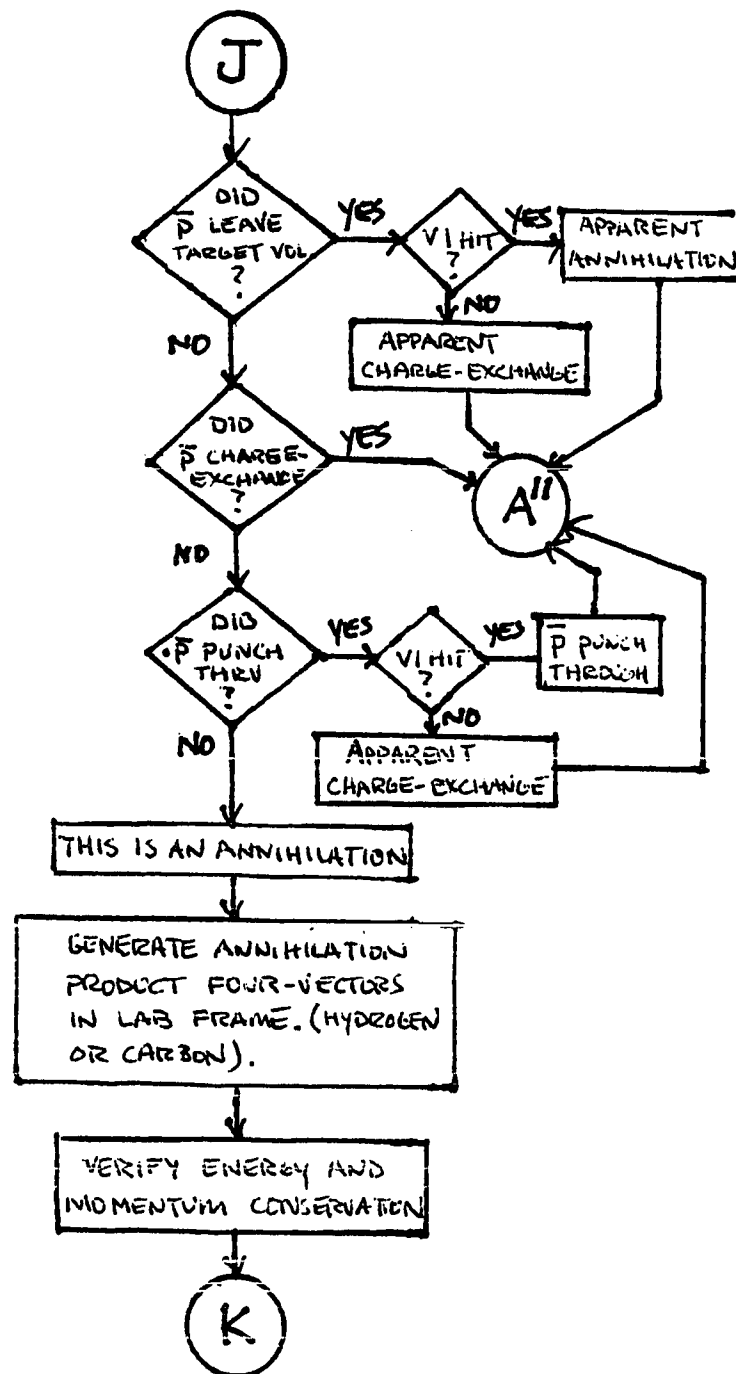 J
DID
p̄ LEAVE
TARGET VOL
?
YES
V1 HIT
?
YES
APPARENT
ANNIHILATION
NO
APPARENT
CHARGE-EXCHANGE
NO
DID
p̄ CHARGE-
EXCHANGE
?
YES
A"
NO
DID
p̄ PUNCH
THRU
?
YES
V1 HIT
?
YES
p̄ PUNCH
THROUGH
NO
APPARENT
CHARGE-EXCHANGE
NO
THIS IS AN ANNIHILATION
GENERATE ANNIHILATION
PRODUCT FOUR-VECTORS
IN LAB FRAME. (HYDROGEN
OR CARBON).
VERIFY ENERGY AND
MOMENTUM CONSERVATION
K